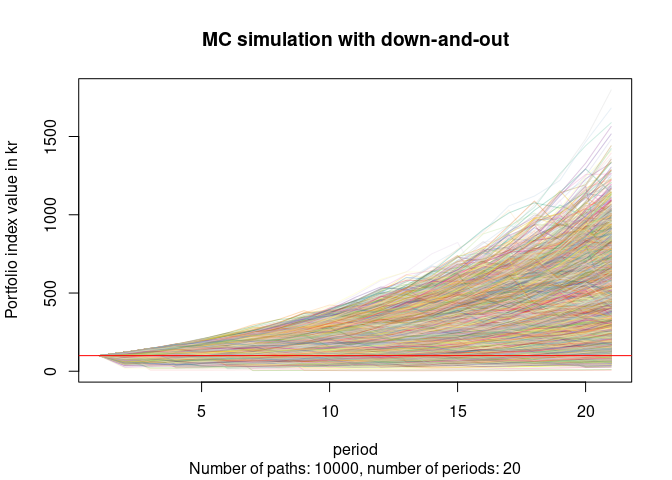 MC simulation with down-and-out
Portfolio index value in kr
1500
1000
500
0
5 10 15 20
period
Number of paths: 10000, number of periods: 20